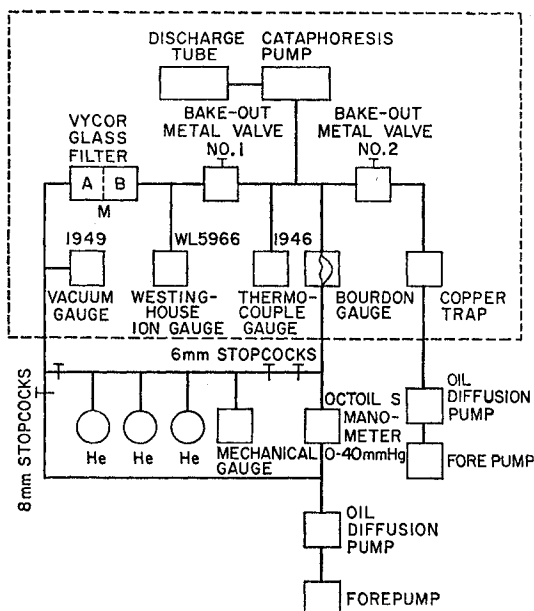 DISCHARGE TUBE
CATAPHORESIS PUMP
VYCOR GLASS FILTER
BAKE-OUT METAL VALVE NO.1
BAKE-OUT METAL VALVE NO.2
A B
M
1949
VACUUM GAUGE
WL5966
WESTING-
HOUSE
ION GAUGE
1946
THERMO-
COUPLE
GAUGE
BOURDON
GAUGE
COPPER
TRAP
6mm STOPCOCKS
8mm STOPCOCKS
He
He
He
MECHANICAL
GAUGE
OCTOIL S
MANO-
METER
0-40mmHg
OIL
DIFFUSION
PUMP
FORE PUMP
OIL
DIFFUSION
PUMP
FOREPUMP